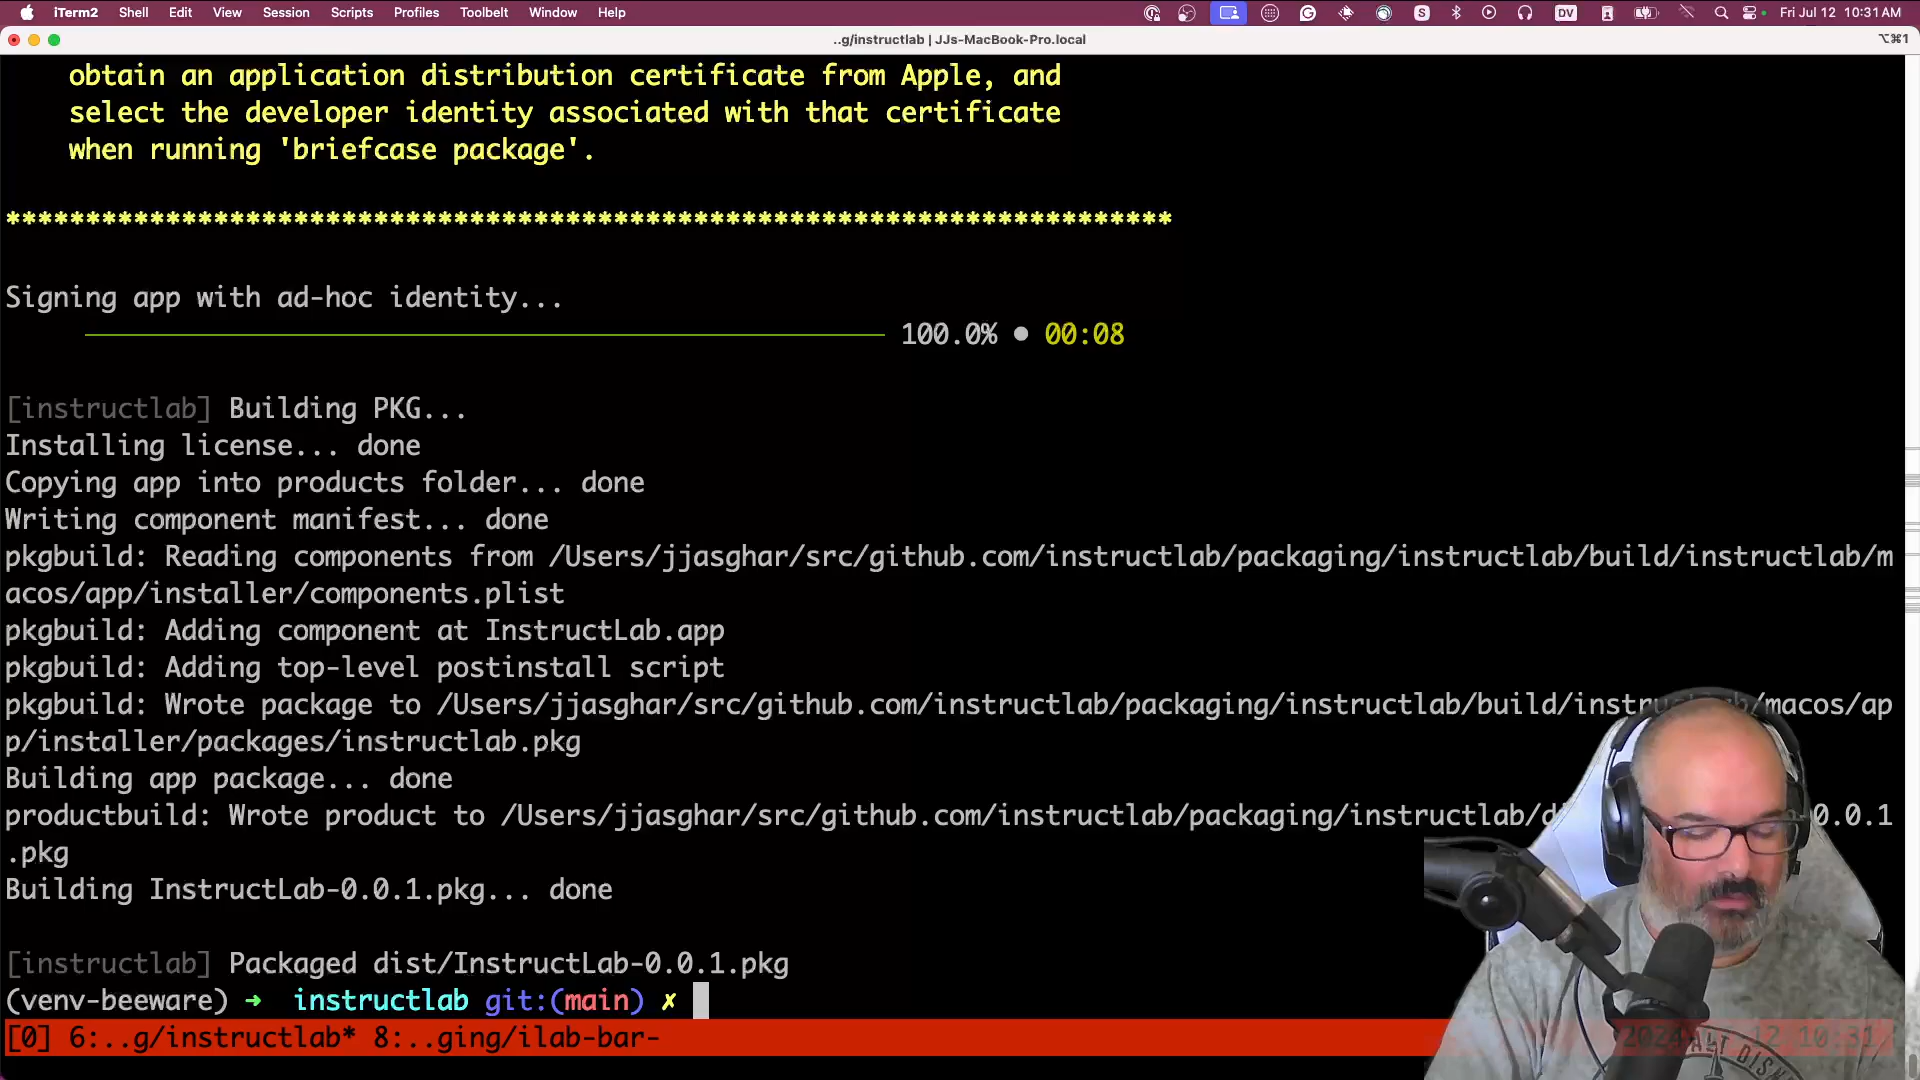 iTerm2 Shell Edit View Session Scripts Profiles Toolbelt Window Help DV Fri Jul 12 10:31AM
..g/instructlab | JJs-MacBook-Pro.local ⌥⌘1
obtain an application distribution certificate from Apple, and
select the developer identity associated with that certificate
when running 'briefcase package'.
*************************************************************************
Signing app with ad-hoc identity...
100.0% • 00:08
[instructlab] Building PKG...
Installing license... done
Copying app into products folder... done
Writing component manifest... done
pkgbuild: Reading components from /Users/jjasghar/src/github.com/instructlab/packaging/instructlab/build/instructlab/m
acos/app/installer/components.plist
pkgbuild: Adding component at InstructLab.app
pkgbuild: Adding top-level postinstall script
pkgbuild: Wrote package to /Users/jjasghar/src/github.com/instructlab/packaging/instructlab/build/instructlab/macos/ap
p/installer/packages/instructlab.pkg
Building app package... done
productbuild: Wrote product to /Users/jjasghar/src/github.com/instructlab/packaging/instructlab/d 0.0.1
.pkg
Building InstructLab-0.0.1.pkg... done
[instructlab] Packaged dist/InstructLab-0.0.1.pkg
(venv-beeware) ➜ instructlab git:(main) ✗
[0] 6:..g/instructlab* 8:..ging/ilab-bar- 12 10:31
ALT DIS